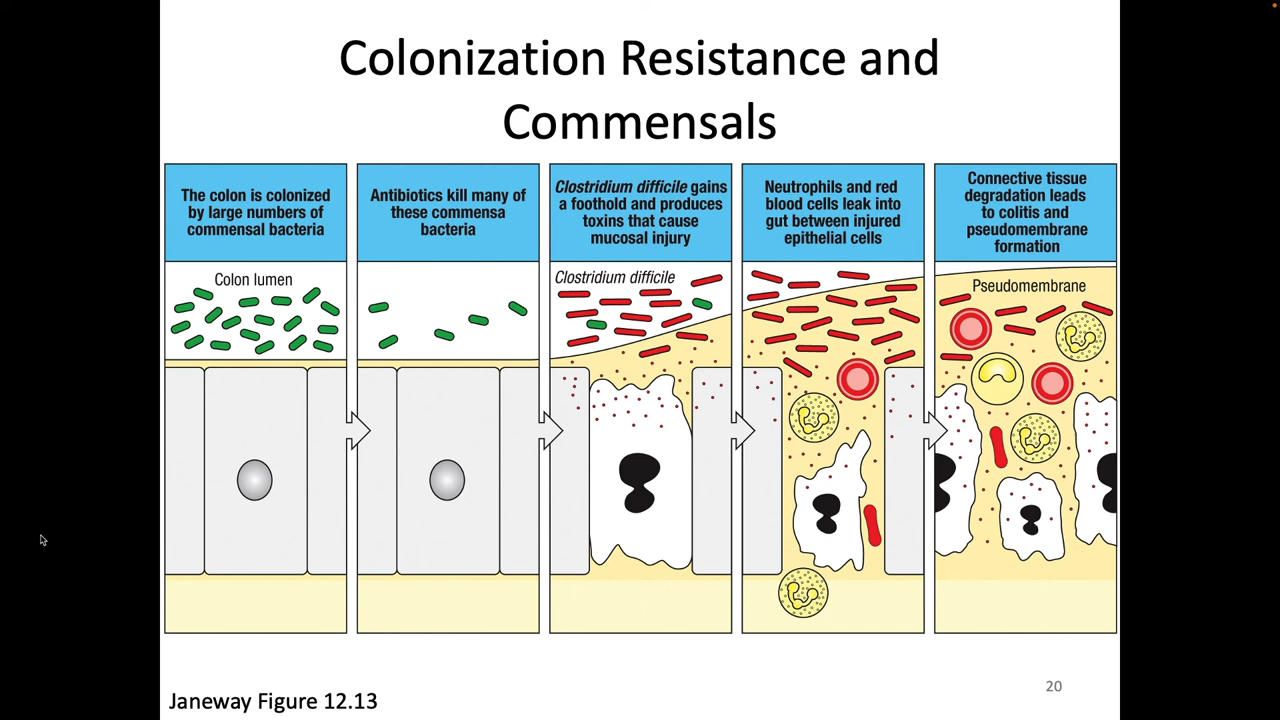 Colonization Resistance and
Commensals
The colon is colonized
by large numbers of
commensal bacteria
Antibiotics kill many of
these commensa
bacteria
Clostridium difficile gains
a foothold and produces
toxins that cause
mucosal injury
Neutrophils and red
blood cells leak into
gut between injured
epithelial cells
Connective tissue
degradation leads
to colitis and
pseudomembrane
formation
Colon lumen
Clostridium difficile
Pseudomembrane
Janeway Figure 12.13
20